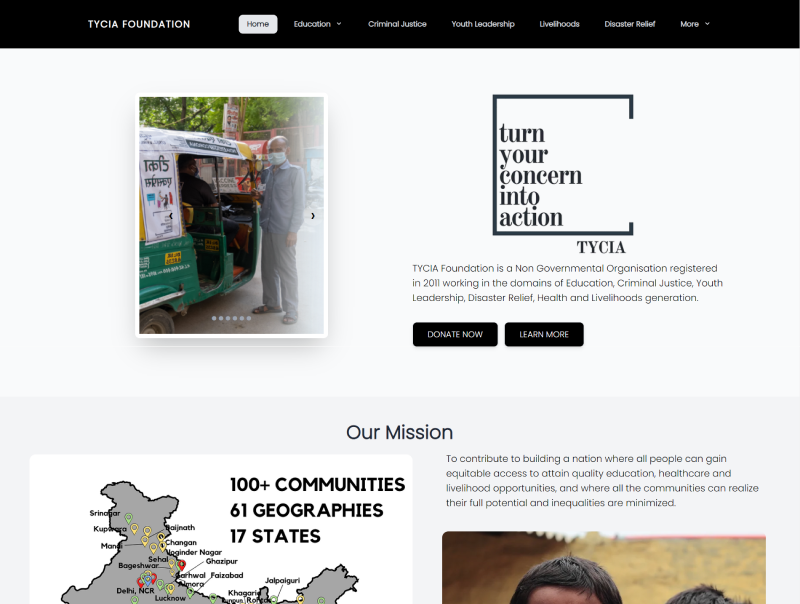 TYCIA FOUNDATION
Home
Education
Criminal Justice
Youth Leadership
Livelihoods
Disaster Relief
More
टीका
एक्सप्रेस
turn
your
concern
into
action
TYCIA
TYCIA Foundation is a Non Governmental Organisation registered
in 2011 working in the domains of Education, Criminal Justice, Youth
Leadership, Disaster Relief, Health and Livelihoods generation.
DONATE NOW
LEARN MORE
Our Mission
100+ COMMUNITIES
61 GEOGRAPHIES
17 STATES
Srinagar
Kupwara
Baijnath
Mandi
Changan
Joginder Nagar
Sehal
Bageshwar
Ghazipur
Garhwal
Faizabad
Almora
Delhi, NCR
Lucknow
Khagaria
Jalpaiguri
To contribute to building a nation where all people can gain
equitable access to attain quality education, healthcare and
livelihood opportunities, and where all the communities can realize
their full potential and inequalities are minimized.